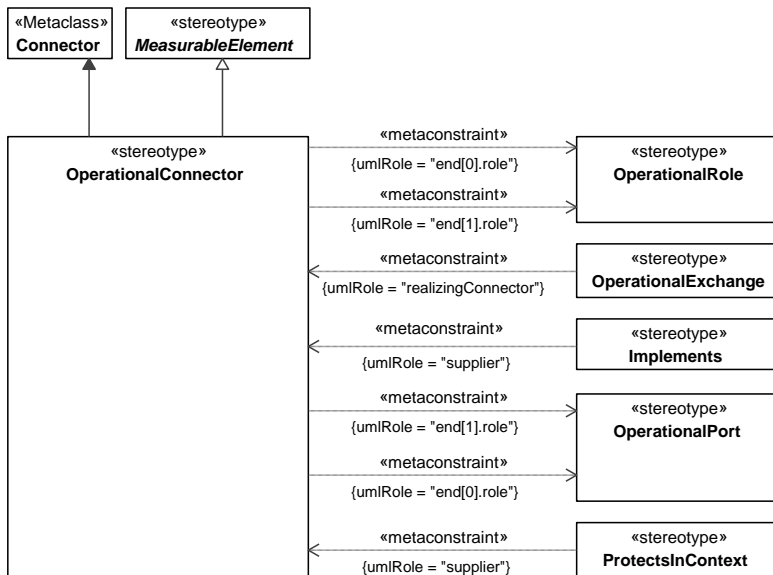 «Metaclass»
Connector
«stereotype»
MeasurableElement
«stereotype»
OperationalConnector
«metaconstraint»
{umlRole = "end[0].role"}
«metaconstraint»
{umlRole = "end[1].role"}
«stereotype»
OperationalRole
«metaconstraint»
{umlRole = "realizingConnector"}
«stereotype»
OperationalExchange
«metaconstraint»
{umlRole = "supplier"}
«stereotype»
Implements
«metaconstraint»
{umlRole = "end[1].role"}
«metaconstraint»
{umlRole = "end[0].role"}
«stereotype»
OperationalPort
«metaconstraint»
{umlRole = "supplier"}
«stereotype»
ProtectsInContext